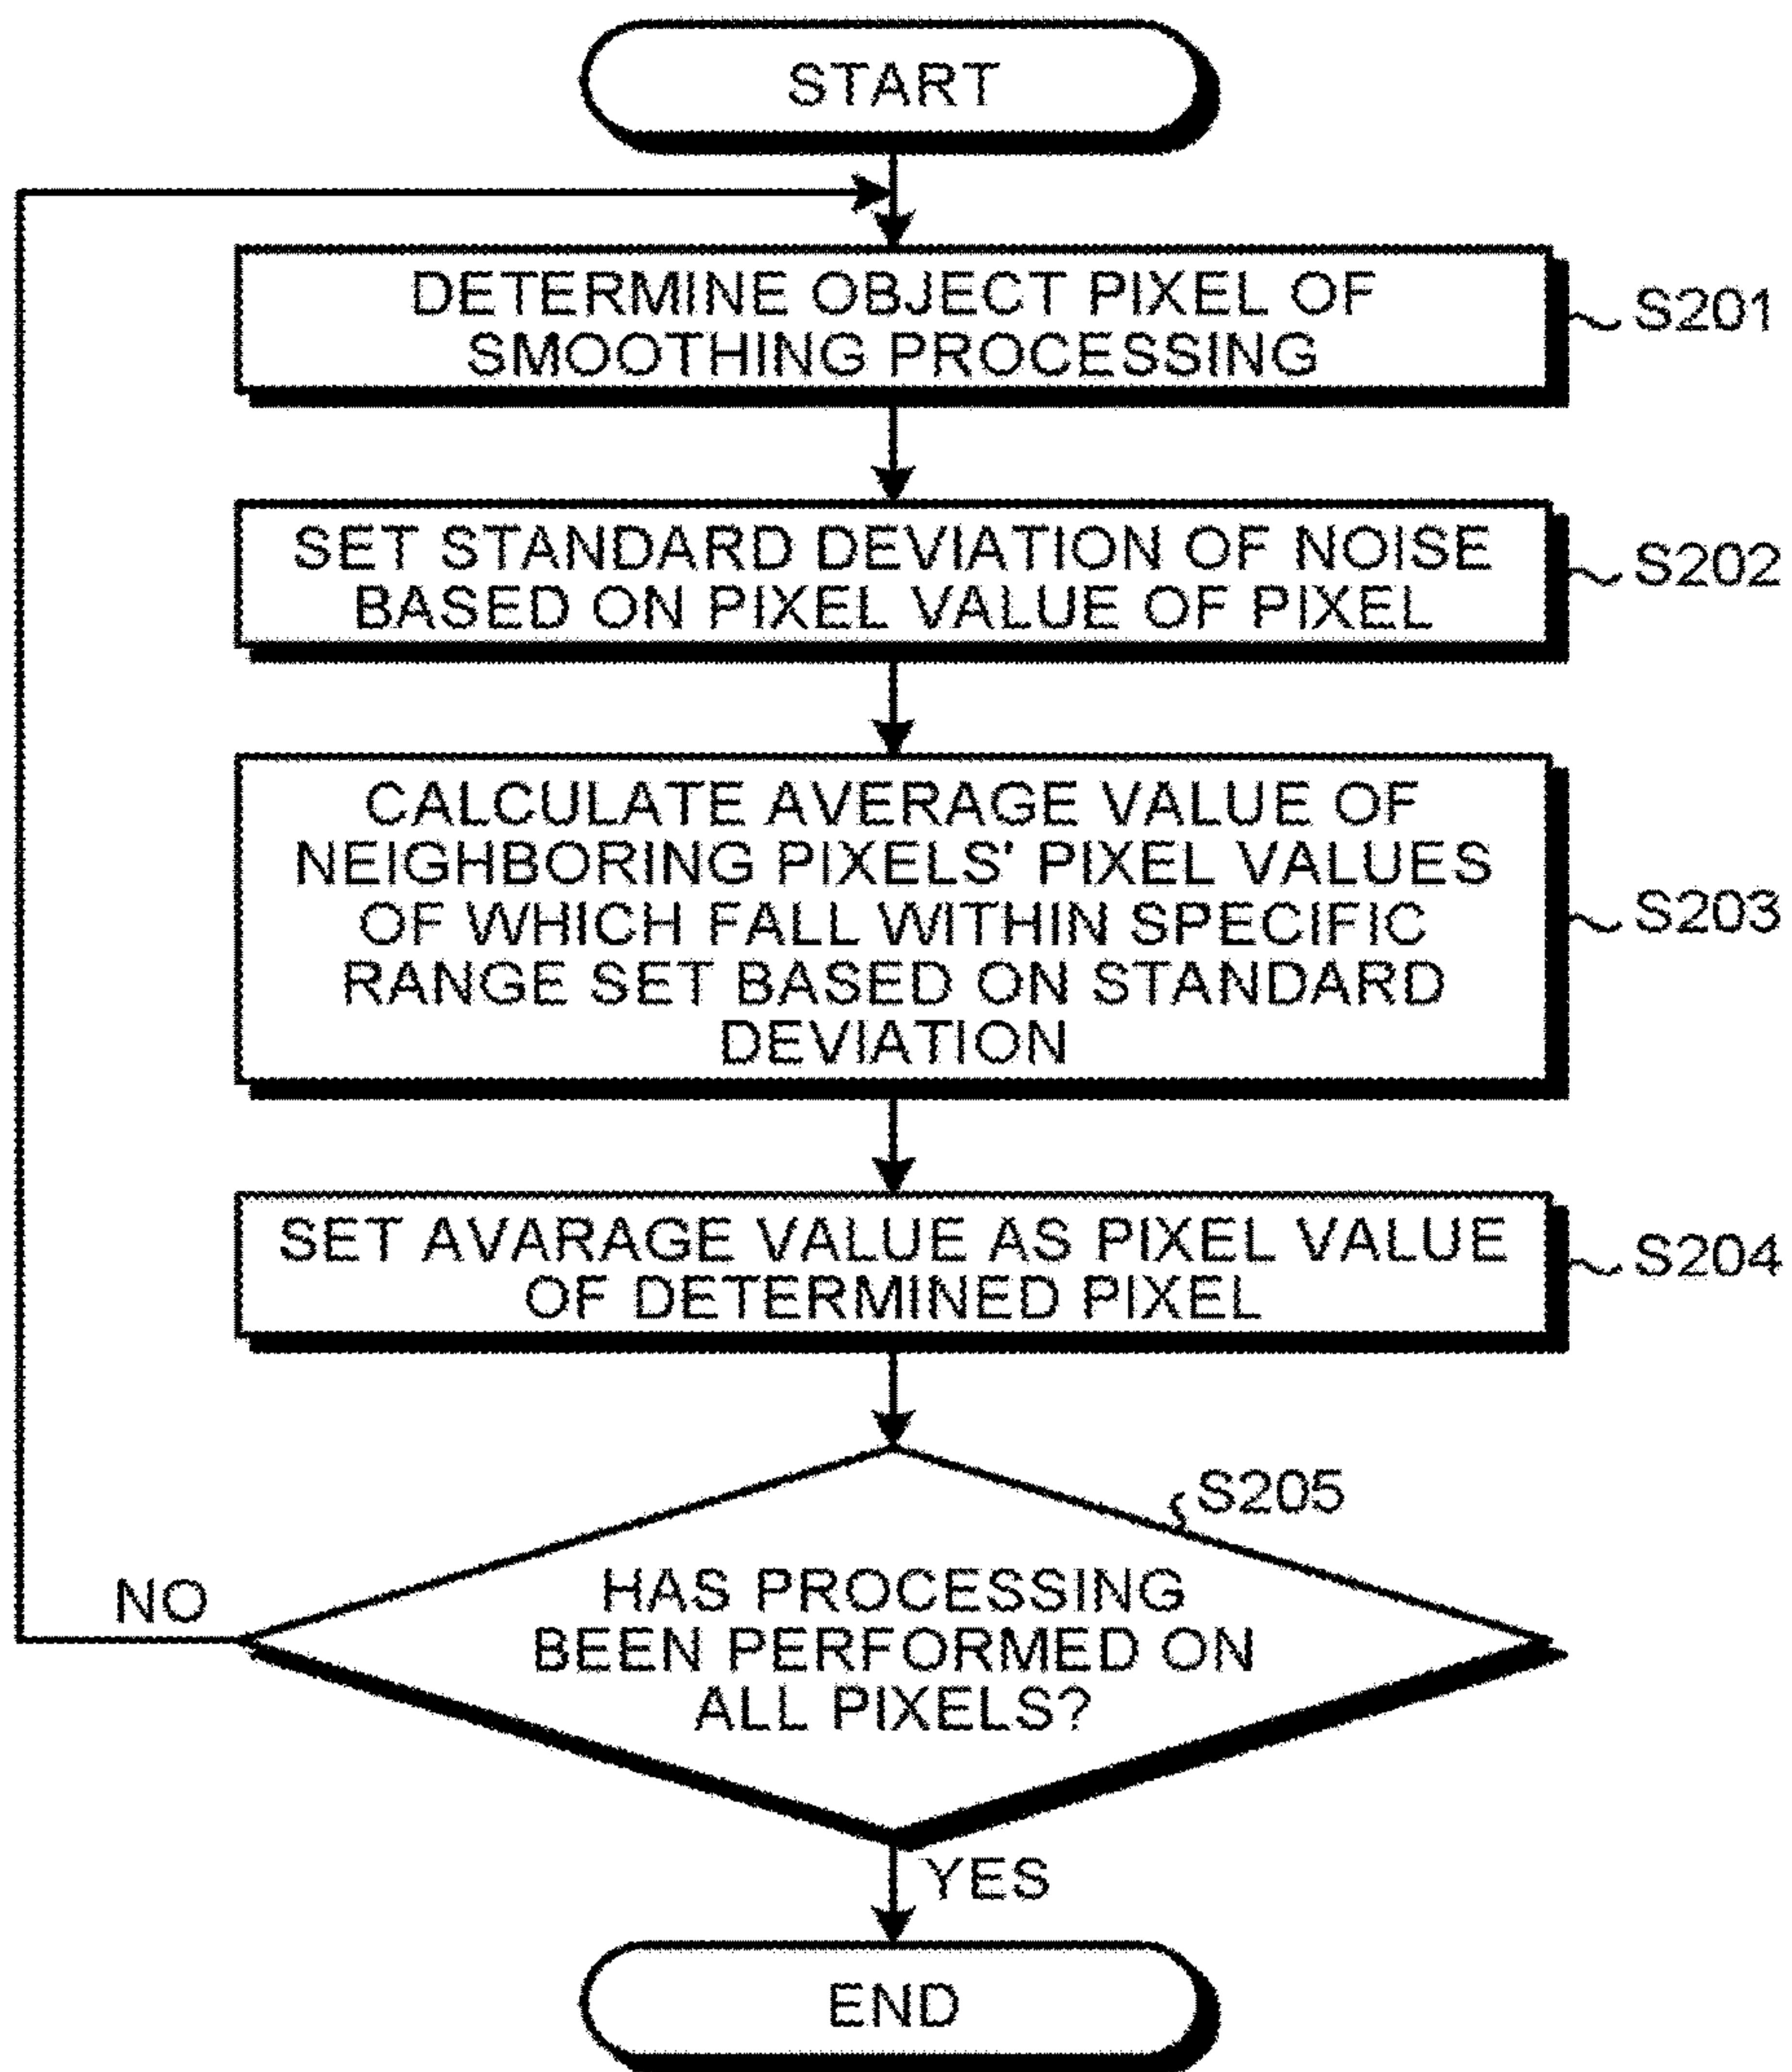 START
DETERMINE OBJECT PIXEL OF
SMOOTHING PROCESSING
S201
SET STANDARD DEVIATION OF NOISE
BASED ON PIXEL VALUE OF PIXEL
S202
CALCULATE AVERAGE VALUE OF
NEIGHBORING PIXELS' PIXEL VALUES
OF WHICH FALL WITHIN SPECIFIC
RANGE SET BASED ON STANDARD
DEVIATION
S203
SET AVARAGE VALUE AS PIXEL VALUE
OF DETERMINED PIXEL
S204
S205
HAS PROCESSING
BEEN PERFORMED ON
ALL PIXELS?
NO
YES
END